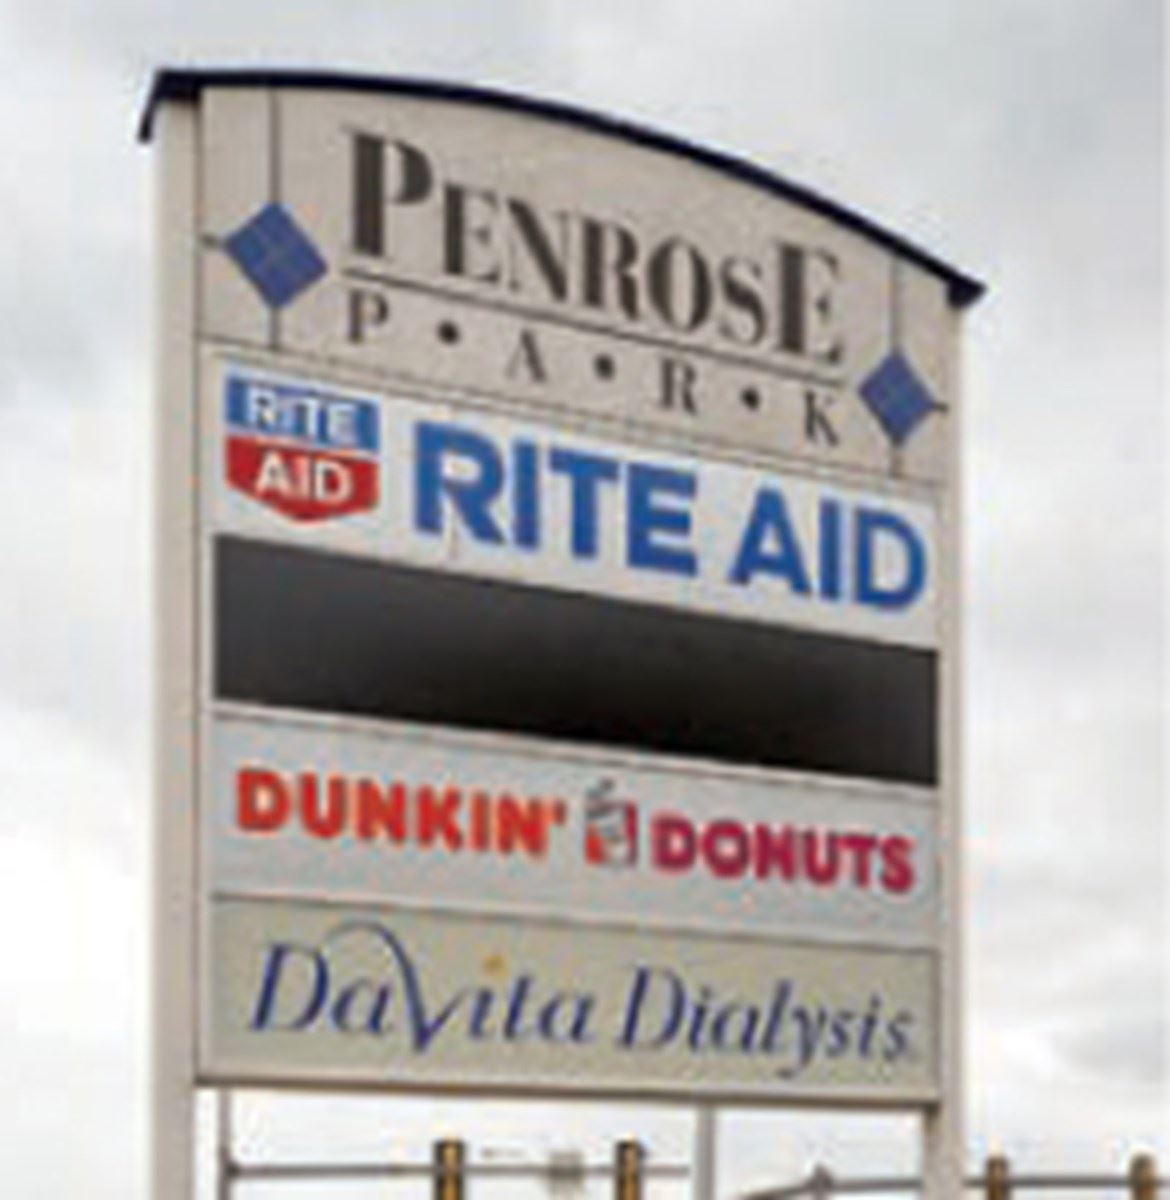 PENROSE
P • A • R • K
RITE
AID
RITE AID
DUNKIN' DONUTS
DaVita Dialysis.